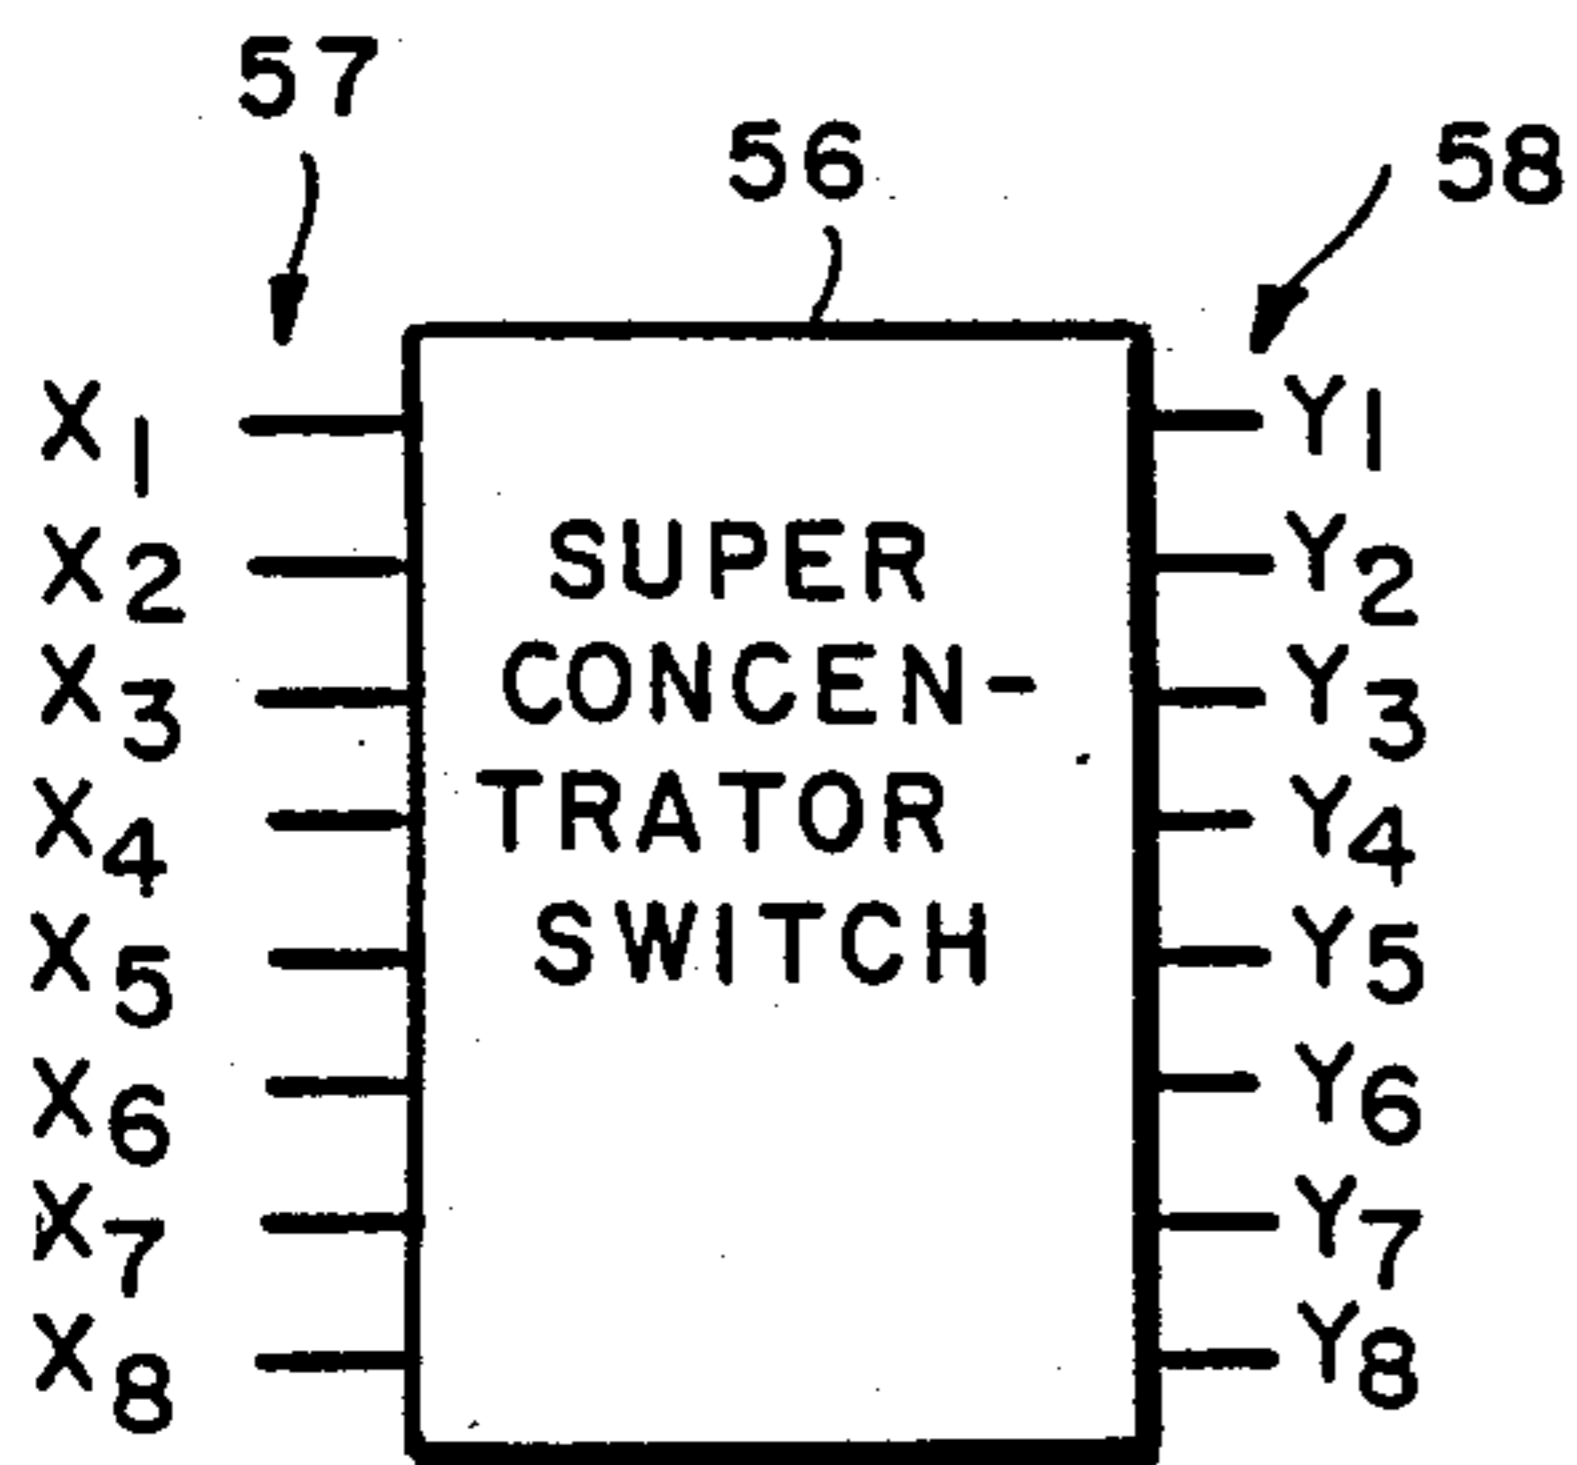 57
56
58
X1
X2
X3
X4
X5
X6
X7
X8
SUPER
CONCEN-
TRATOR
SWITCH
Y1
Y2
Y3
Y4
Y5
Y6
Y7
Y8